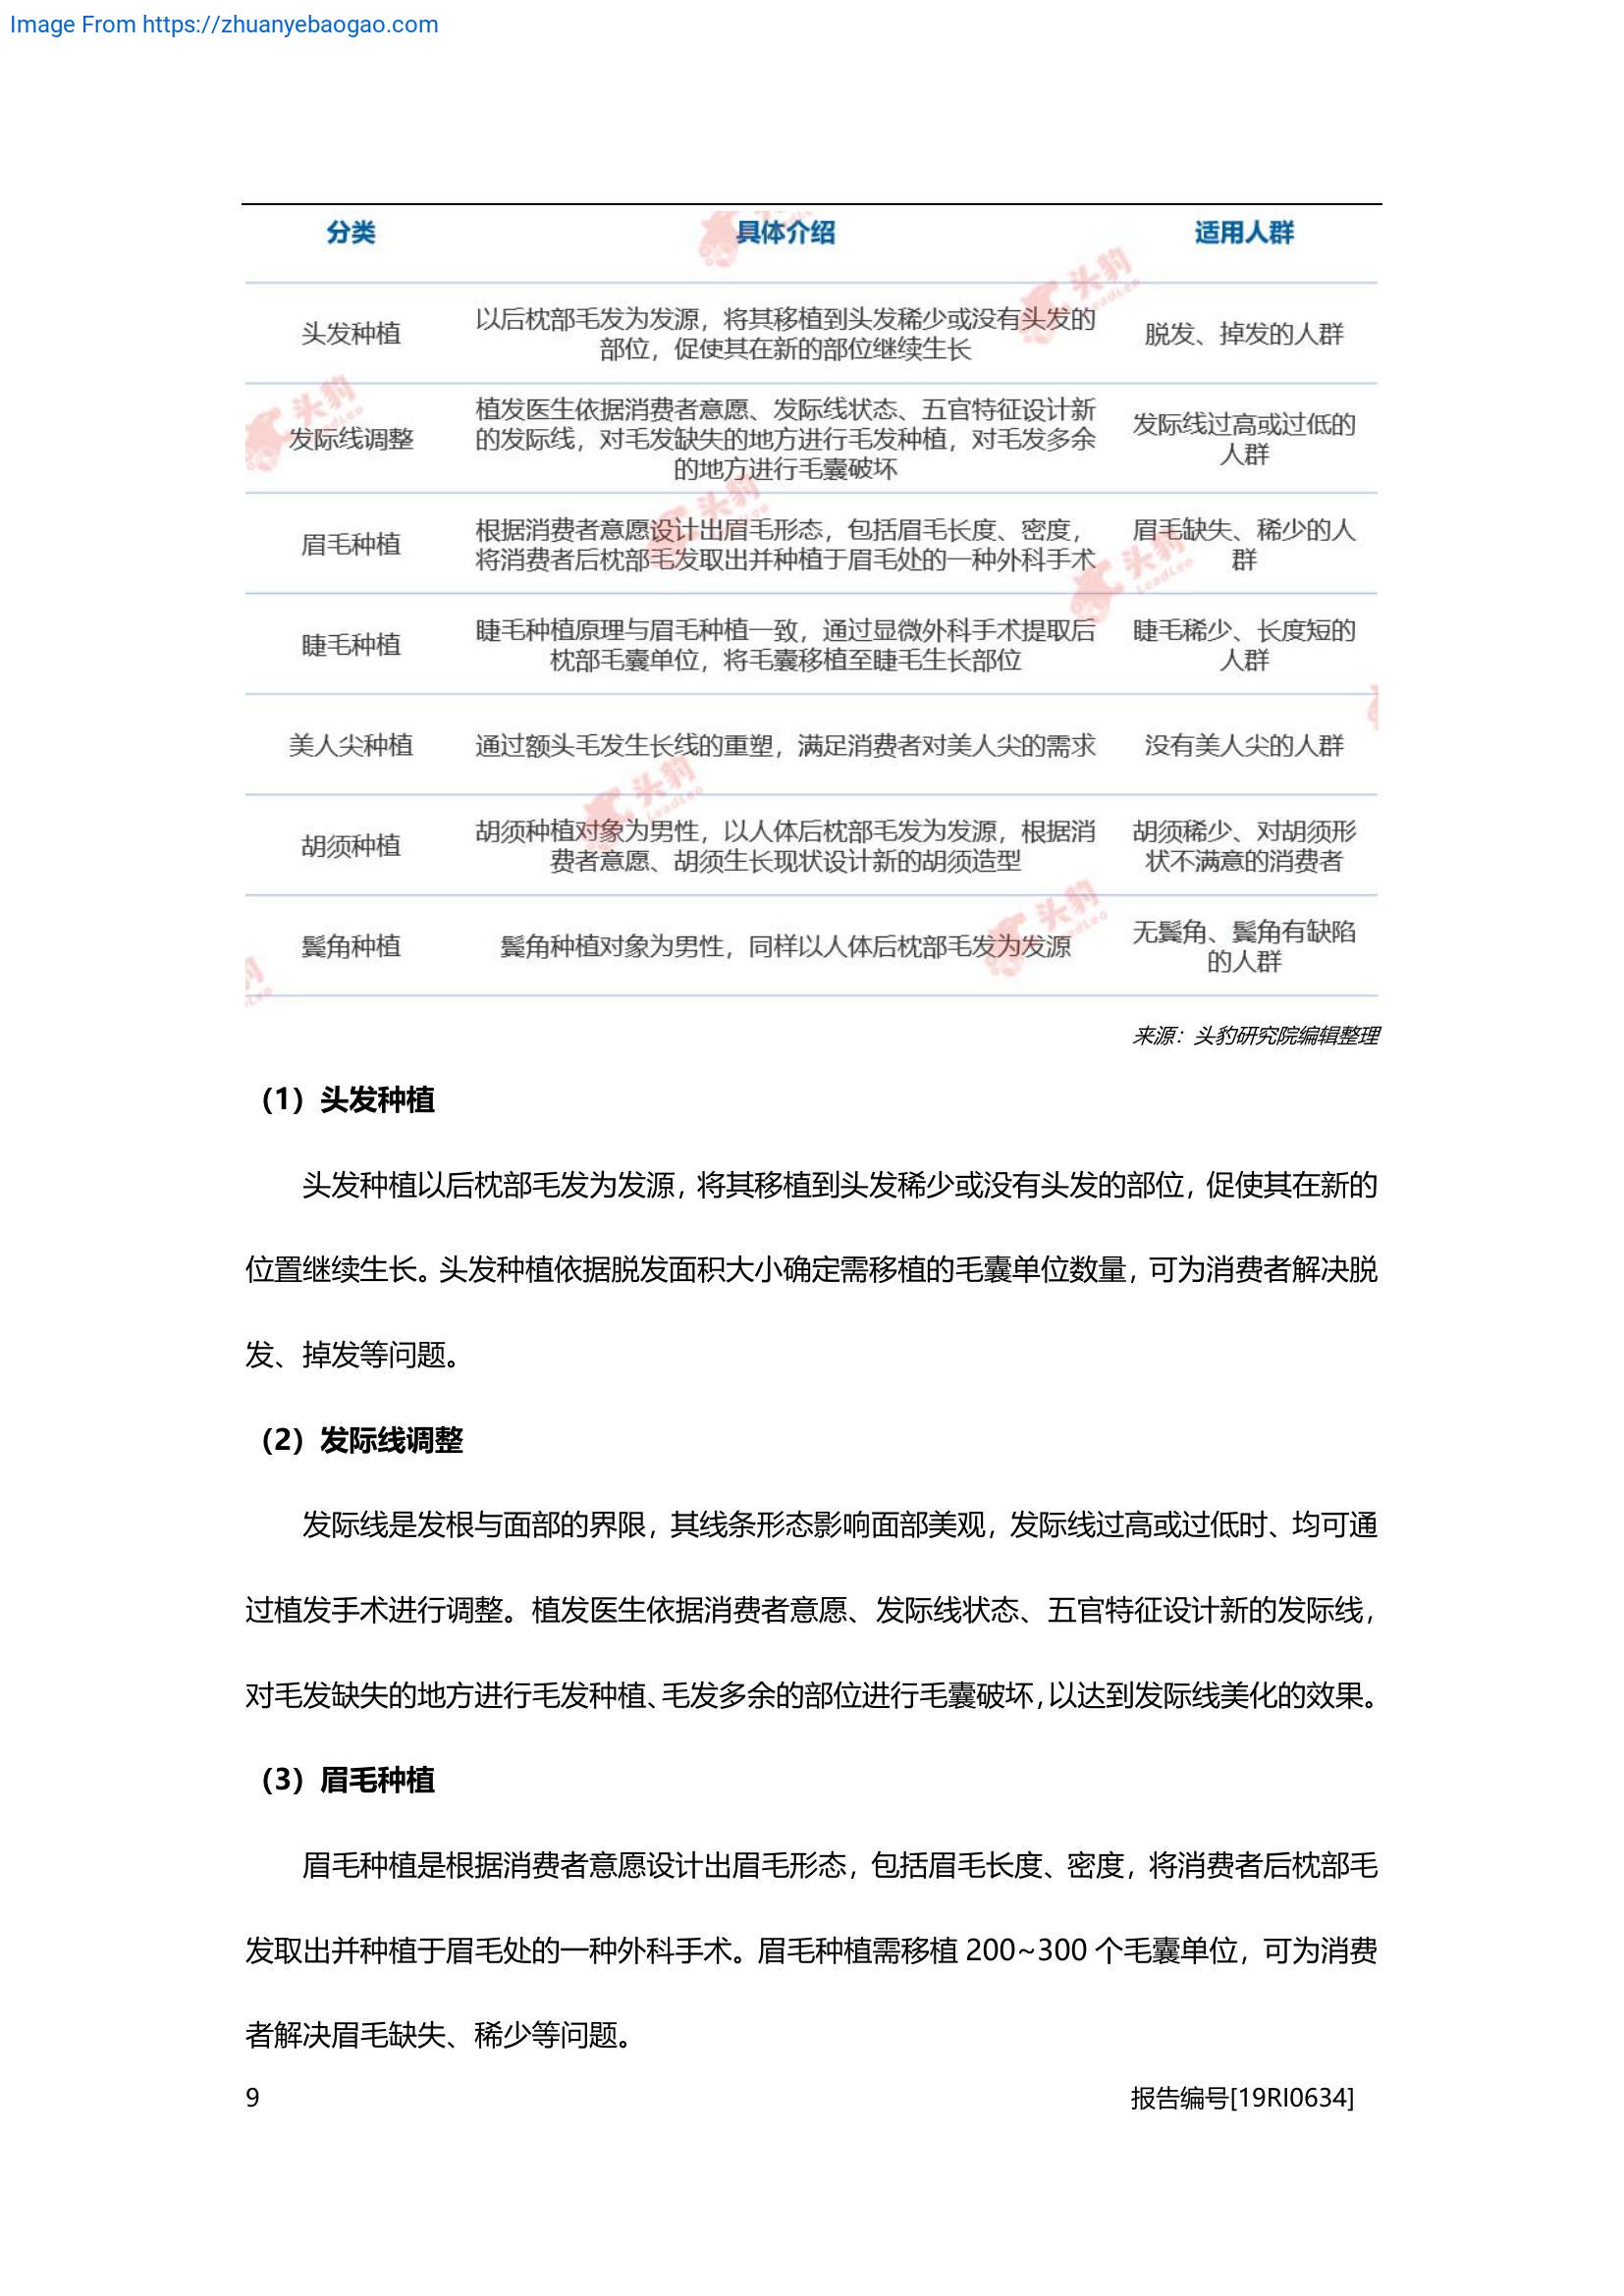 Image From https://zhuanyebaogao.com
分类 具体介绍 适用人群
头发种植
以后枕部毛发为发源，将其移植到头发稀少或没有头发的
部位，促使其在新的部位继续生长
脱发、掉发的人群
发际线调整
植发医生依据消费者意愿、发际线状态、五官特征设计新
的发际线，对毛发缺失的地方进行毛发种植，对毛发多余
的地方进行毛囊破坏
发际线过高或过低的
人群
眉毛种植
根据消费者意愿设计出眉毛形态，包括眉毛长度、密度，
将消费者后枕部毛发取出并种植于眉毛处的一种外科手术
眉毛缺失、稀少的人
群
睫毛种植
睫毛种植原理与眉毛种植一致，通过显微外科手术提取后
枕部毛囊单位，将毛囊移植至睫毛生长部位
睫毛稀少、长度短的
人群
美人尖种植
通过额头毛发生长线的重塑，满足消费者对美人尖的需求
没有美人尖的人群
胡须种植
胡须种植对象为男性，以人体后枕部毛发为发源，根据消
费者意愿、胡须生长现状设计新的胡须造型
胡须稀少、对胡须形
状不满意的消费者
鬓角种植
鬓角种植对象为男性，同样以人体后枕部毛发为发源
无鬓角、鬓角有缺陷
的人群
头豹
LeadLeo
来源：头豹研究院编辑整理
（1）头发种植
头发种植以后枕部毛发为发源，将其移植到头发稀少或没有头发的部位，促使其在新的
位置继续生长。头发种植依据脱发面积大小确定需移植的毛囊单位数量，可为消费者解决脱
发、掉发等问题。
（2）发际线调整
发际线是发根与面部的界限，其线条形态影响面部美观，发际线过高或过低时、均可通
过植发手术进行调整。植发医生依据消费者意愿、发际线状态、五官特征设计新的发际线，
对毛发缺失的地方进行毛发种植、毛发多余的部位进行毛囊破坏，以达到发际线美化的效果。
（3）眉毛种植
眉毛种植是根据消费者意愿设计出眉毛形态，包括眉毛长度、密度，将消费者后枕部毛
发取出并种植于眉毛处的一种外科手术。眉毛种植需移植 200~300 个毛囊单位，可为消费
者解决眉毛缺失、稀少等问题。
9 报告编号[19RI0634]